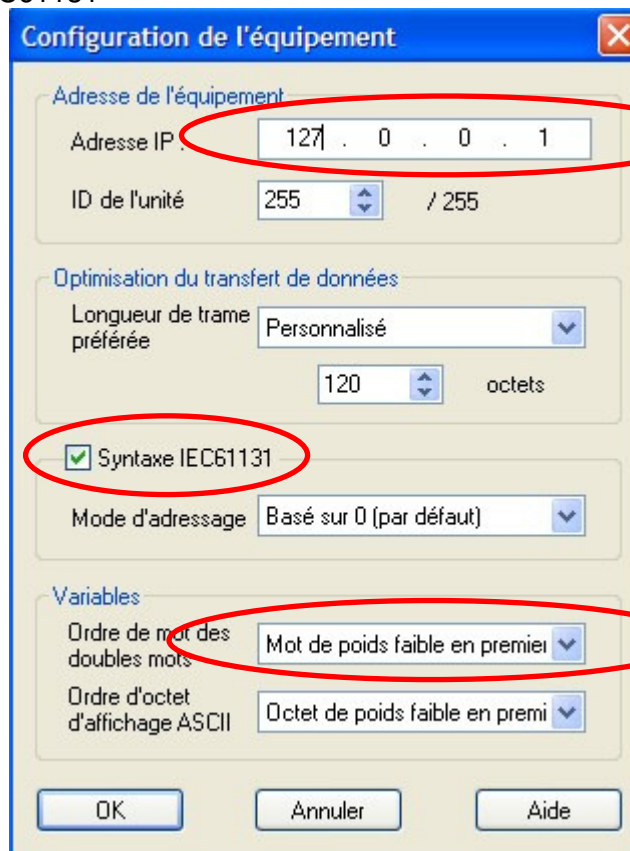 Configuration de l'équipement
Adresse de l'équipement
Adresse IP :
127 . 0 . 0 . 1
ID de l'unité
255
/ 255
Optimisation du transfert de données
Longueur de trame
préférée
Personnalisé
120
octets
Syntaxe IEC61131
Mode d'adressage
Basé sur 0 (par défaut)
Variables
Ordre de mot des
doubles mots
Mot de poids faible en premier
Ordre d'octet
d'affichage ASCII
Octet de poids faible en premi
OK
Annuler
Aide